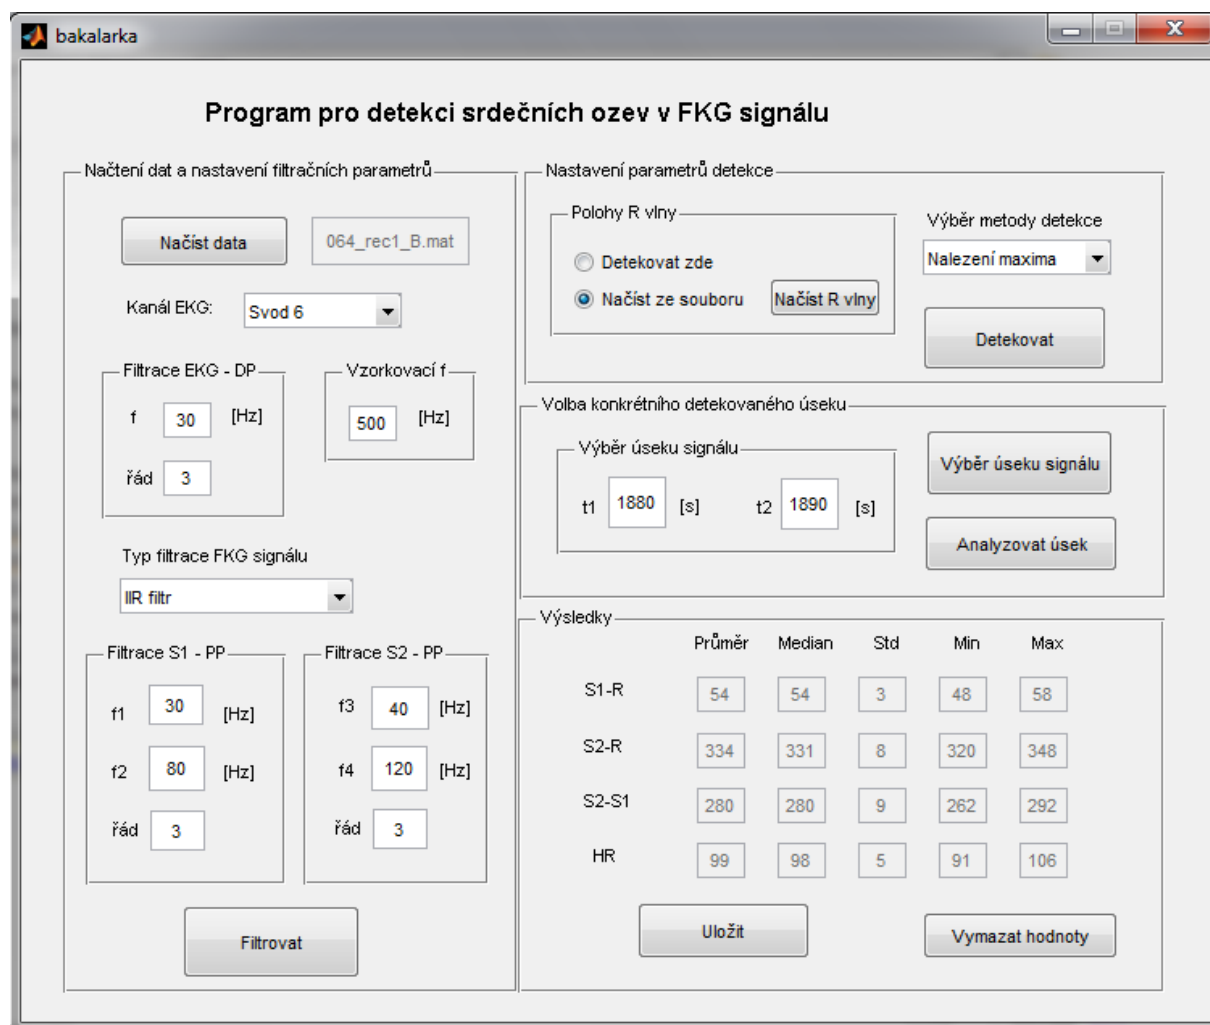 bakalarka
Program pro detekci srdečních ozev v FKG signálu
Načtení dat a nastavení filtračních parametrů
Načíst data
064_rec1_B.mat
Kanál EKG:
Svod 6
Filtrace EKG - DP
f 30 [Hz]
řád 3
Vzorkovací f
500 [Hz]
Typ filtrace FKG signálu
IIR filtr
Filtrace S1 - PP
f1 30 [Hz]
f2 80 [Hz]
řád 3
Filtrace S2 - PP
f3 40 [Hz]
f4 120 [Hz]
řád 3
Filtrovat
Nastavení parametrů detekce
Polohy R vlny
Detekovat zde
Načíst ze souboru
Načíst R vlny
Výběr metody detekce
Nalezení maxima
Detekovat
Volba konkrétního detekovaného úseku
Výběr úseku signálu
t1 1880 [s] t2 1890 [s]
Výběr úseku signálu
Analyzovat úsek
Výsledky
Průměr Median Std Min Max
S1-R 54 54 3 48 58
S2-R 334 331 8 320 348
S2-S1 280 280 9 262 292
HR 99 98 5 91 106
Uložit
Vymazat hodnoty